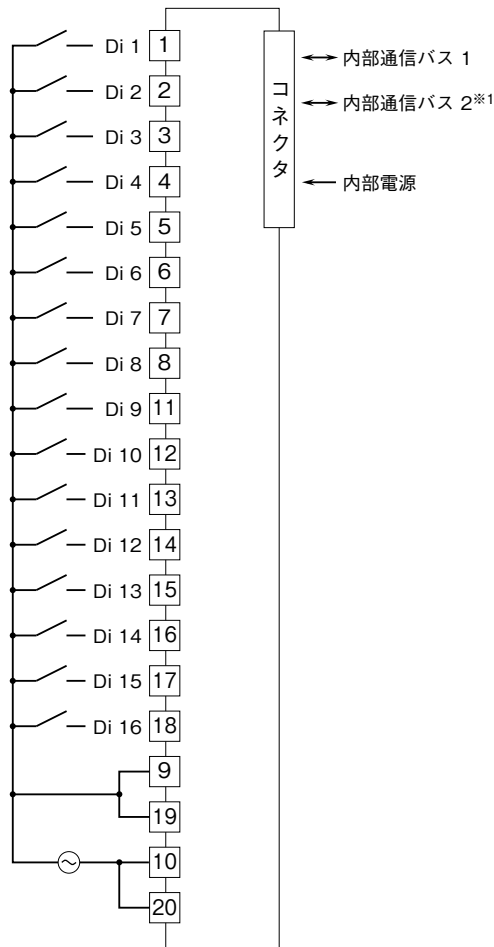 Di 1 1
Di 2 2
Di 3 3
Di 4 4
Di 5 5
Di 6 6
Di 7 7
Di 8 8
Di 9 11
Di 10 12
Di 11 13
Di 12 14
Di 13 15
Di 14 16
Di 15 17
Di 16 18
9
19
10
20
コネクタ
内部通信バス 1
内部通信バス 2※1
内部電源